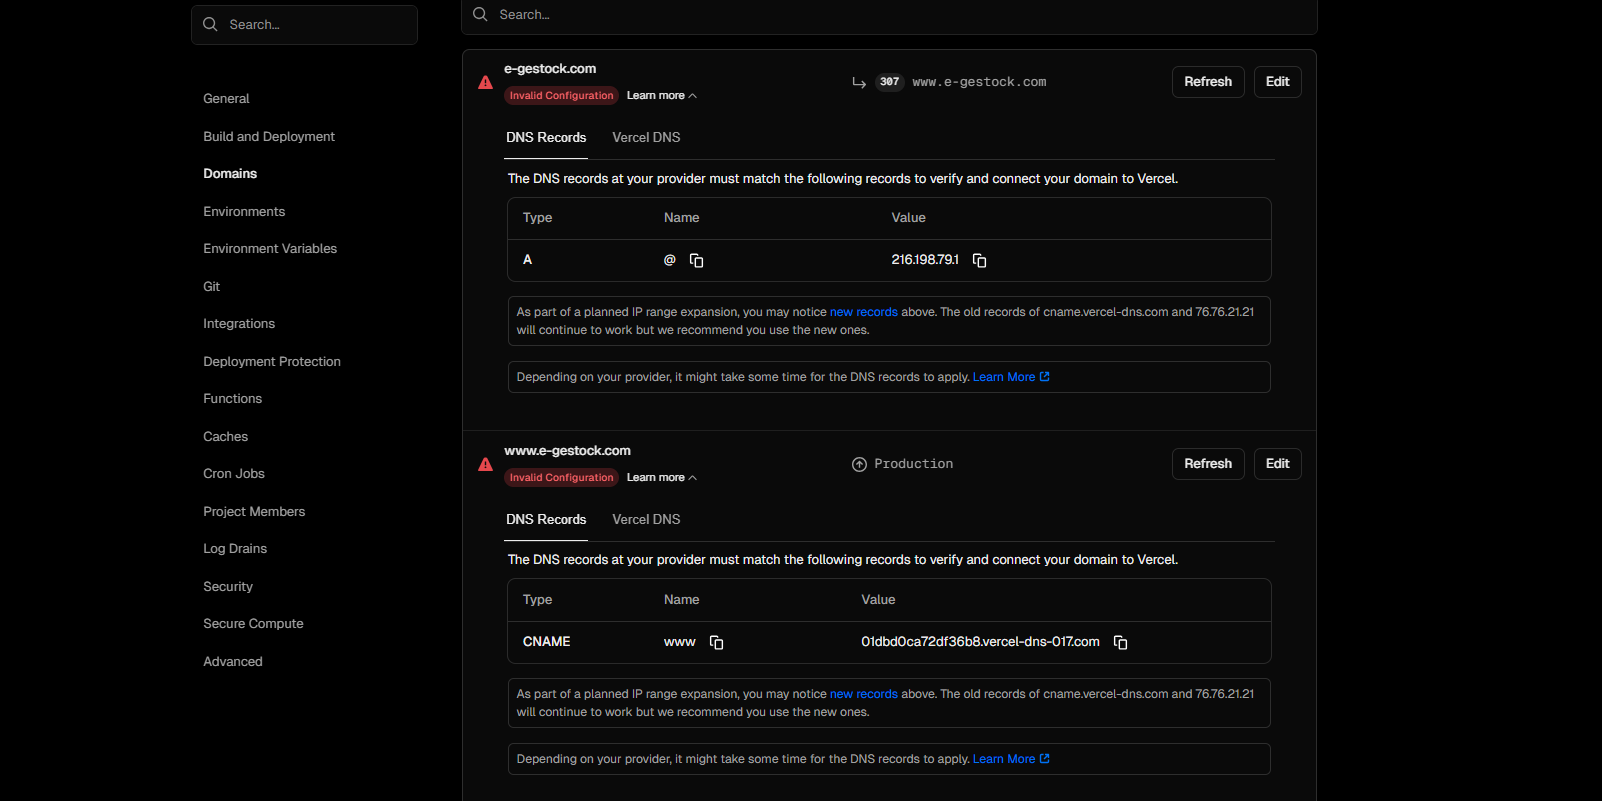 Search...
General
Build and Deployment
Domains
Environments
Environment Variables
Git
Integrations
Deployment Protection
Functions
Caches
Cron Jobs
Project Members
Log Drains
Security
Secure Compute
Advanced
Search...
e-gestock.com
Invalid Configuration Learn more
307 www.e-gestock.com
Refresh Edit
DNS Records Vercel DNS
The DNS records at your provider must match the following records to verify and connect your domain to Vercel.
Type Name Value
A @ 216.198.79.1
As part of a planned IP range expansion, you may notice new records above. The old records of cname.vercel-dns.com and 76.76.21.21
will continue to work but we recommend you use the new ones.
Depending on your provider, it might take some time for the DNS records to apply. Learn More
www.e-gestock.com
Invalid Configuration Learn more
Production
Refresh Edit
DNS Records Vercel DNS
The DNS records at your provider must match the following records to verify and connect your domain to Vercel.
Type Name Value
CNAME www 01dbd0ca72df36b8.vercel-dns-017.com
As part of a planned IP range expansion, you may notice new records above. The old records of cname.vercel-dns.com and 76.76.21.21
will continue to work but we recommend you use the new ones.
Depending on your provider, it might take some time for the DNS records to apply. Learn More